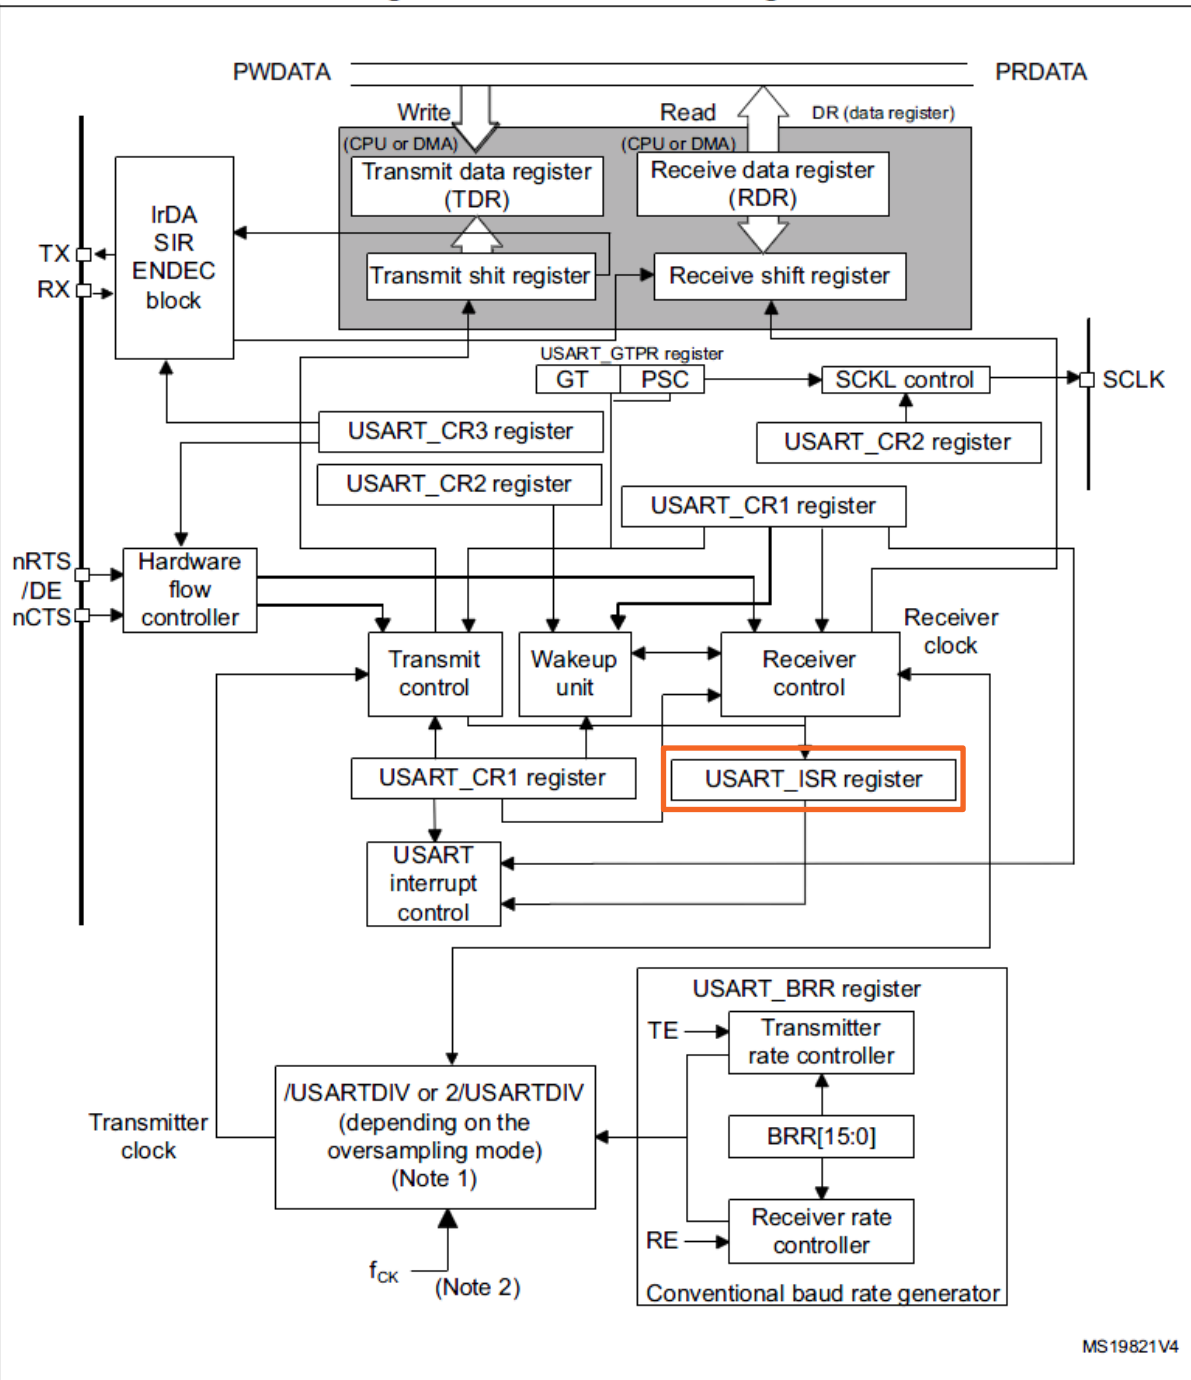 PWDATA
PRDATA
Write
Read
DR (data register)
(CPU or DMA)
(CPU or DMA)
Transmit data register
(TDR)
Receive data register
(RDR)
IrDA
SIR
ENDEC
block
TX
RX
Transmit shit register
Receive shift register
USART_GTPR register
GT
PSC
SCKL control
SCLK
USART_CR3 register
USART_CR2 register
USART_CR2 register
USART_CR1 register
nRTS
/DE
nCTS
Hardware
flow
controller
Receiver
clock
Transmit
control
Wakeup
unit
Receiver
control
USART_CR1 register
USART_ISR register
USART
interrupt
control
USART_BRR register
TE
Transmitter
rate controller
/USARTDIV or 2/USARTDIV
(depending on the
oversampling mode)
(Note 1)
Transmitter
clock
BRR[15:0]
RE
Receiver rate
controller
fCK
(Note 2)
Conventional baud rate generator
MS19821V4